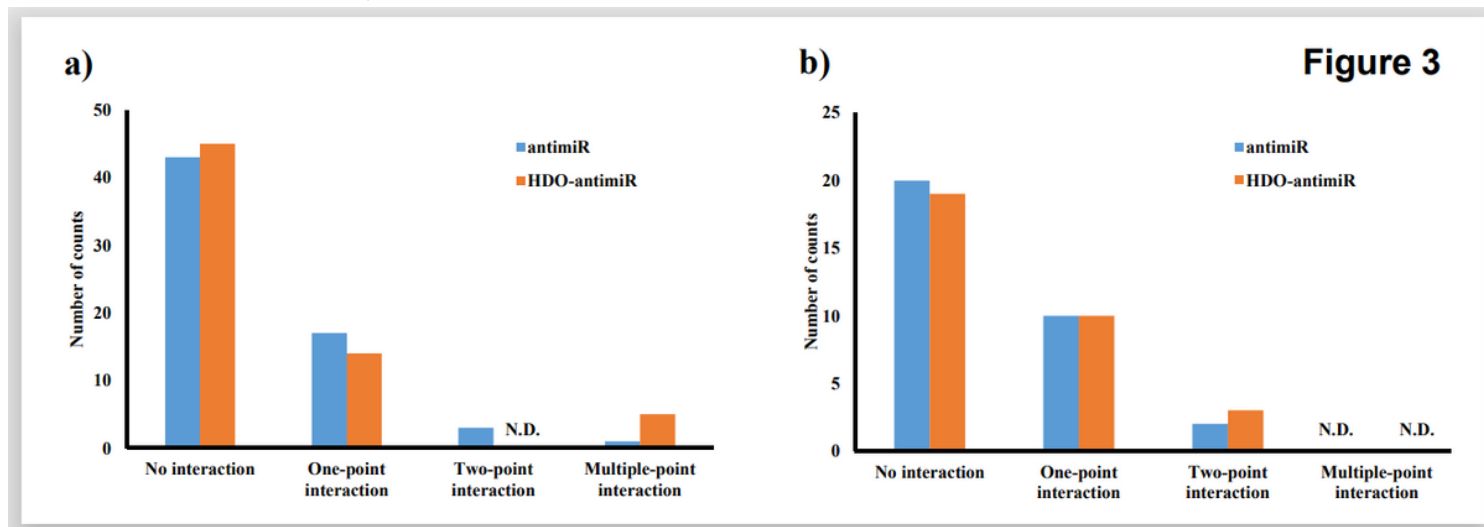 a)
b)
Figure 3
50
40
30
20
10
0
Number of counts
antimiR
HDO-antimiR
N.D.
No interaction
One-point
interaction
Two-point
interaction
Multiple-point
interaction
25
20
15
10
5
0
Number of counts
antimiR
HDO-antimiR
N.D.
N.D.
No interaction
One-point
interaction
Two-point
interaction
Multiple-point
interaction